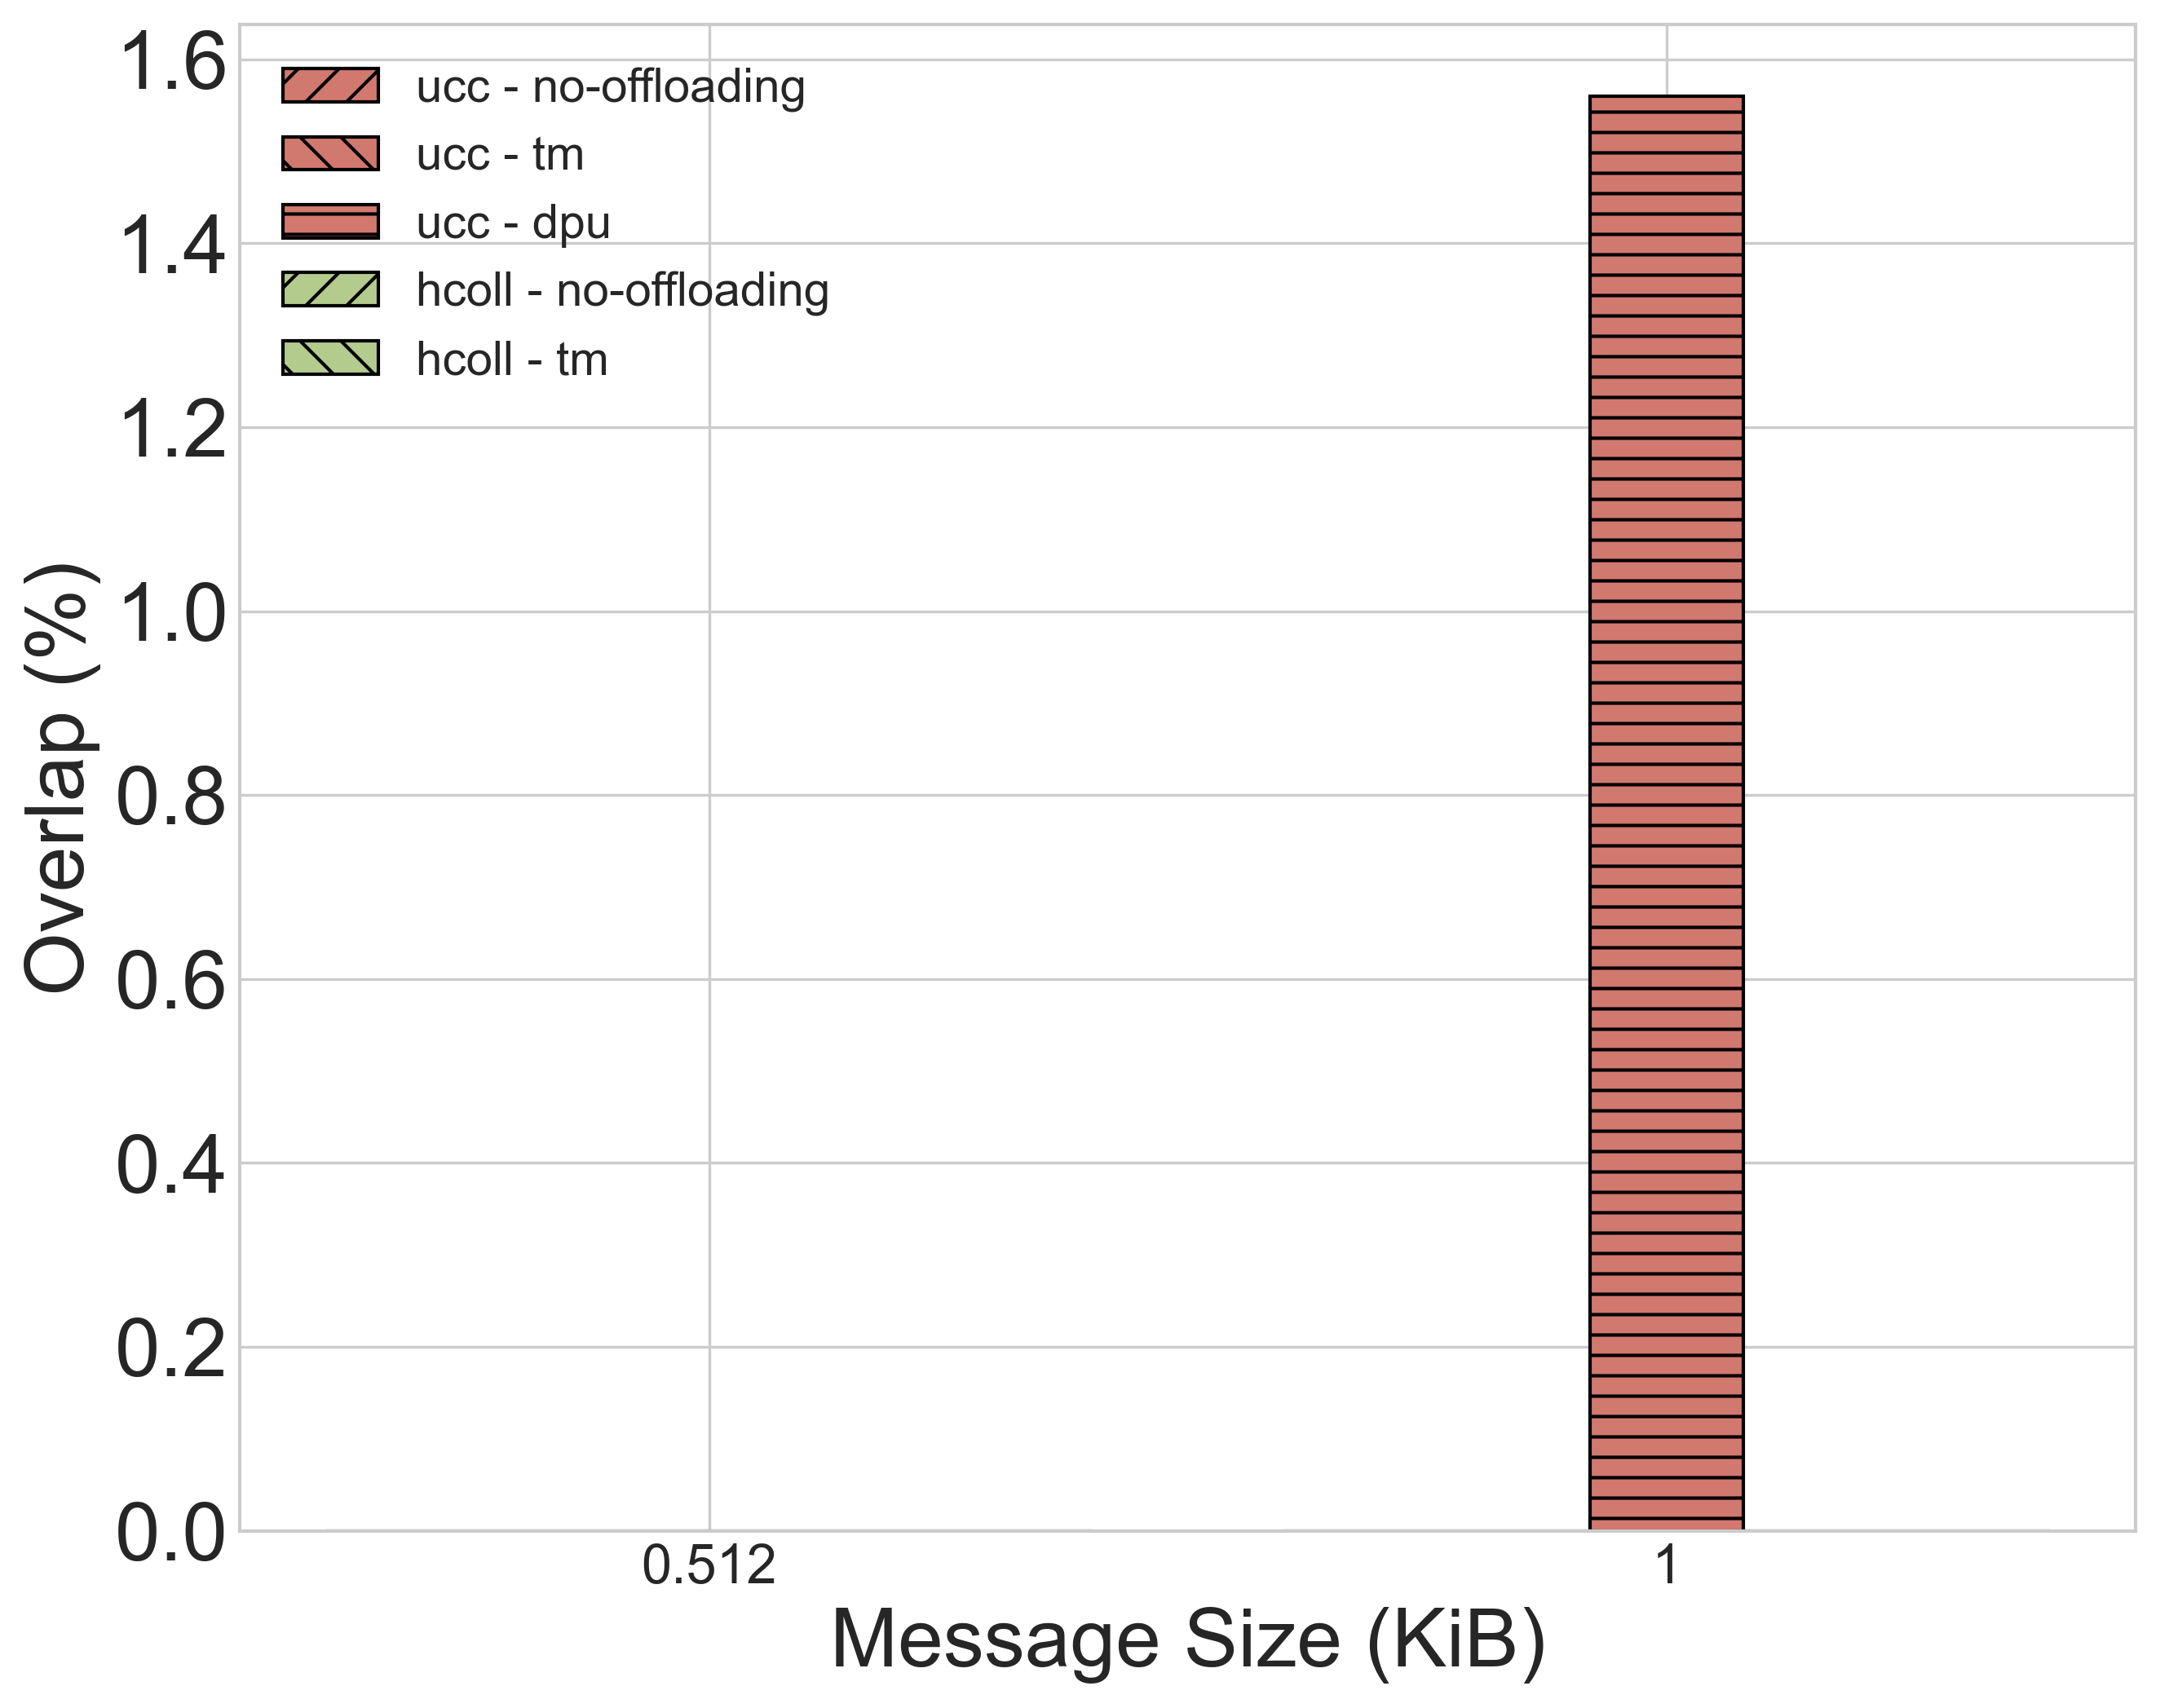 1.6
1.4
1.2
1.0
0.8
0.6
0.4
0.2
0.0
Overlap (%)
ucc - no-offloading
ucc - tm
ucc - dpu
hcoll - no-offloading
hcoll - tm
0.512
1
Message Size (KiB)